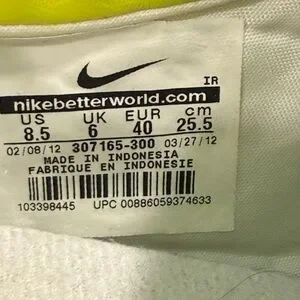 IR
nikebetterworld.com
US UK EUR cm
8.5 6 40 25.5
02/08/12 307165-300 03/27/12
MADE IN INDONESIA
FABRIQUE EN INDONESIE
103398445 UPC 00886059374633